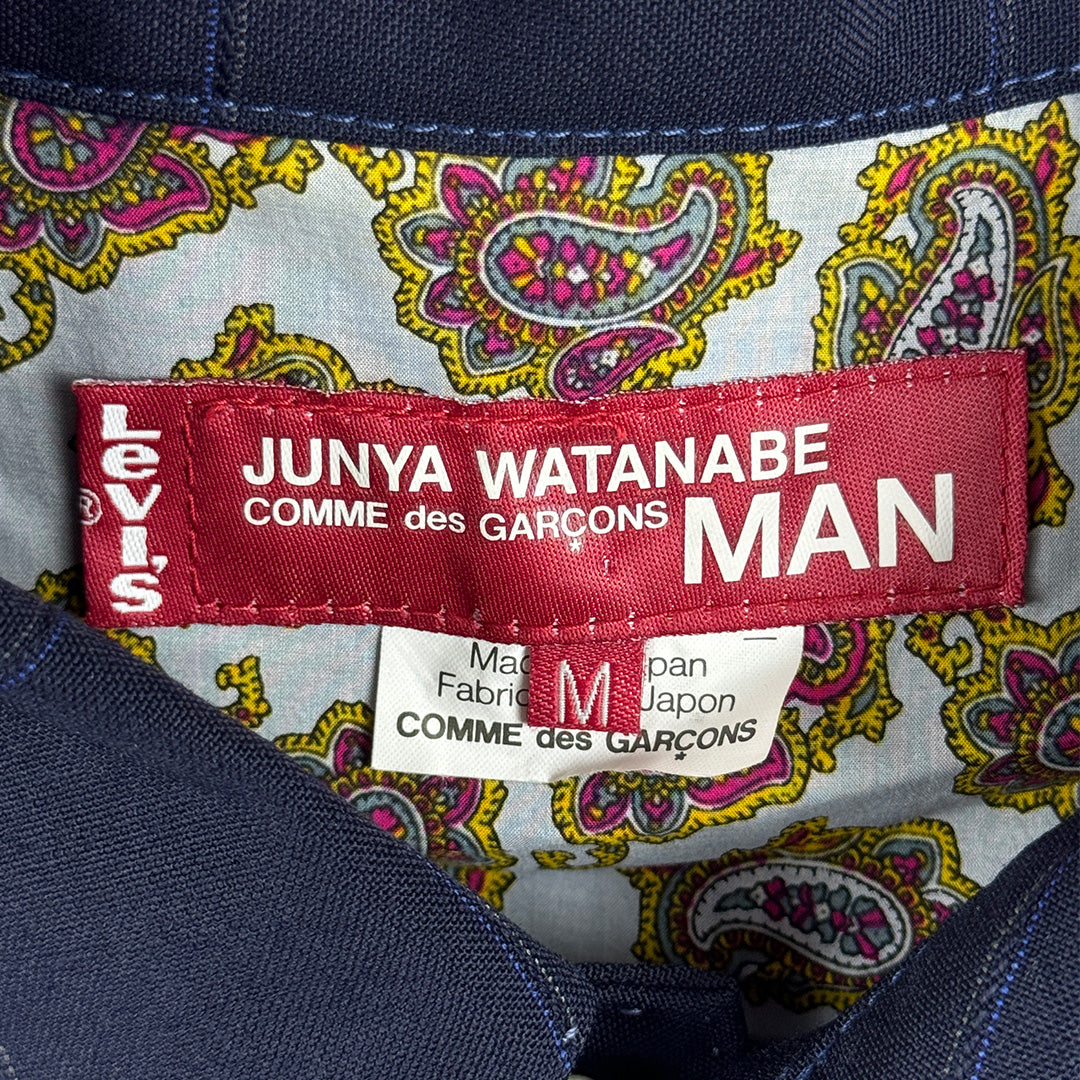 Levi's
®
JUNYA WATANABE
COMME des GARÇONS
MAN
M
COMME des GARÇONS
Japon